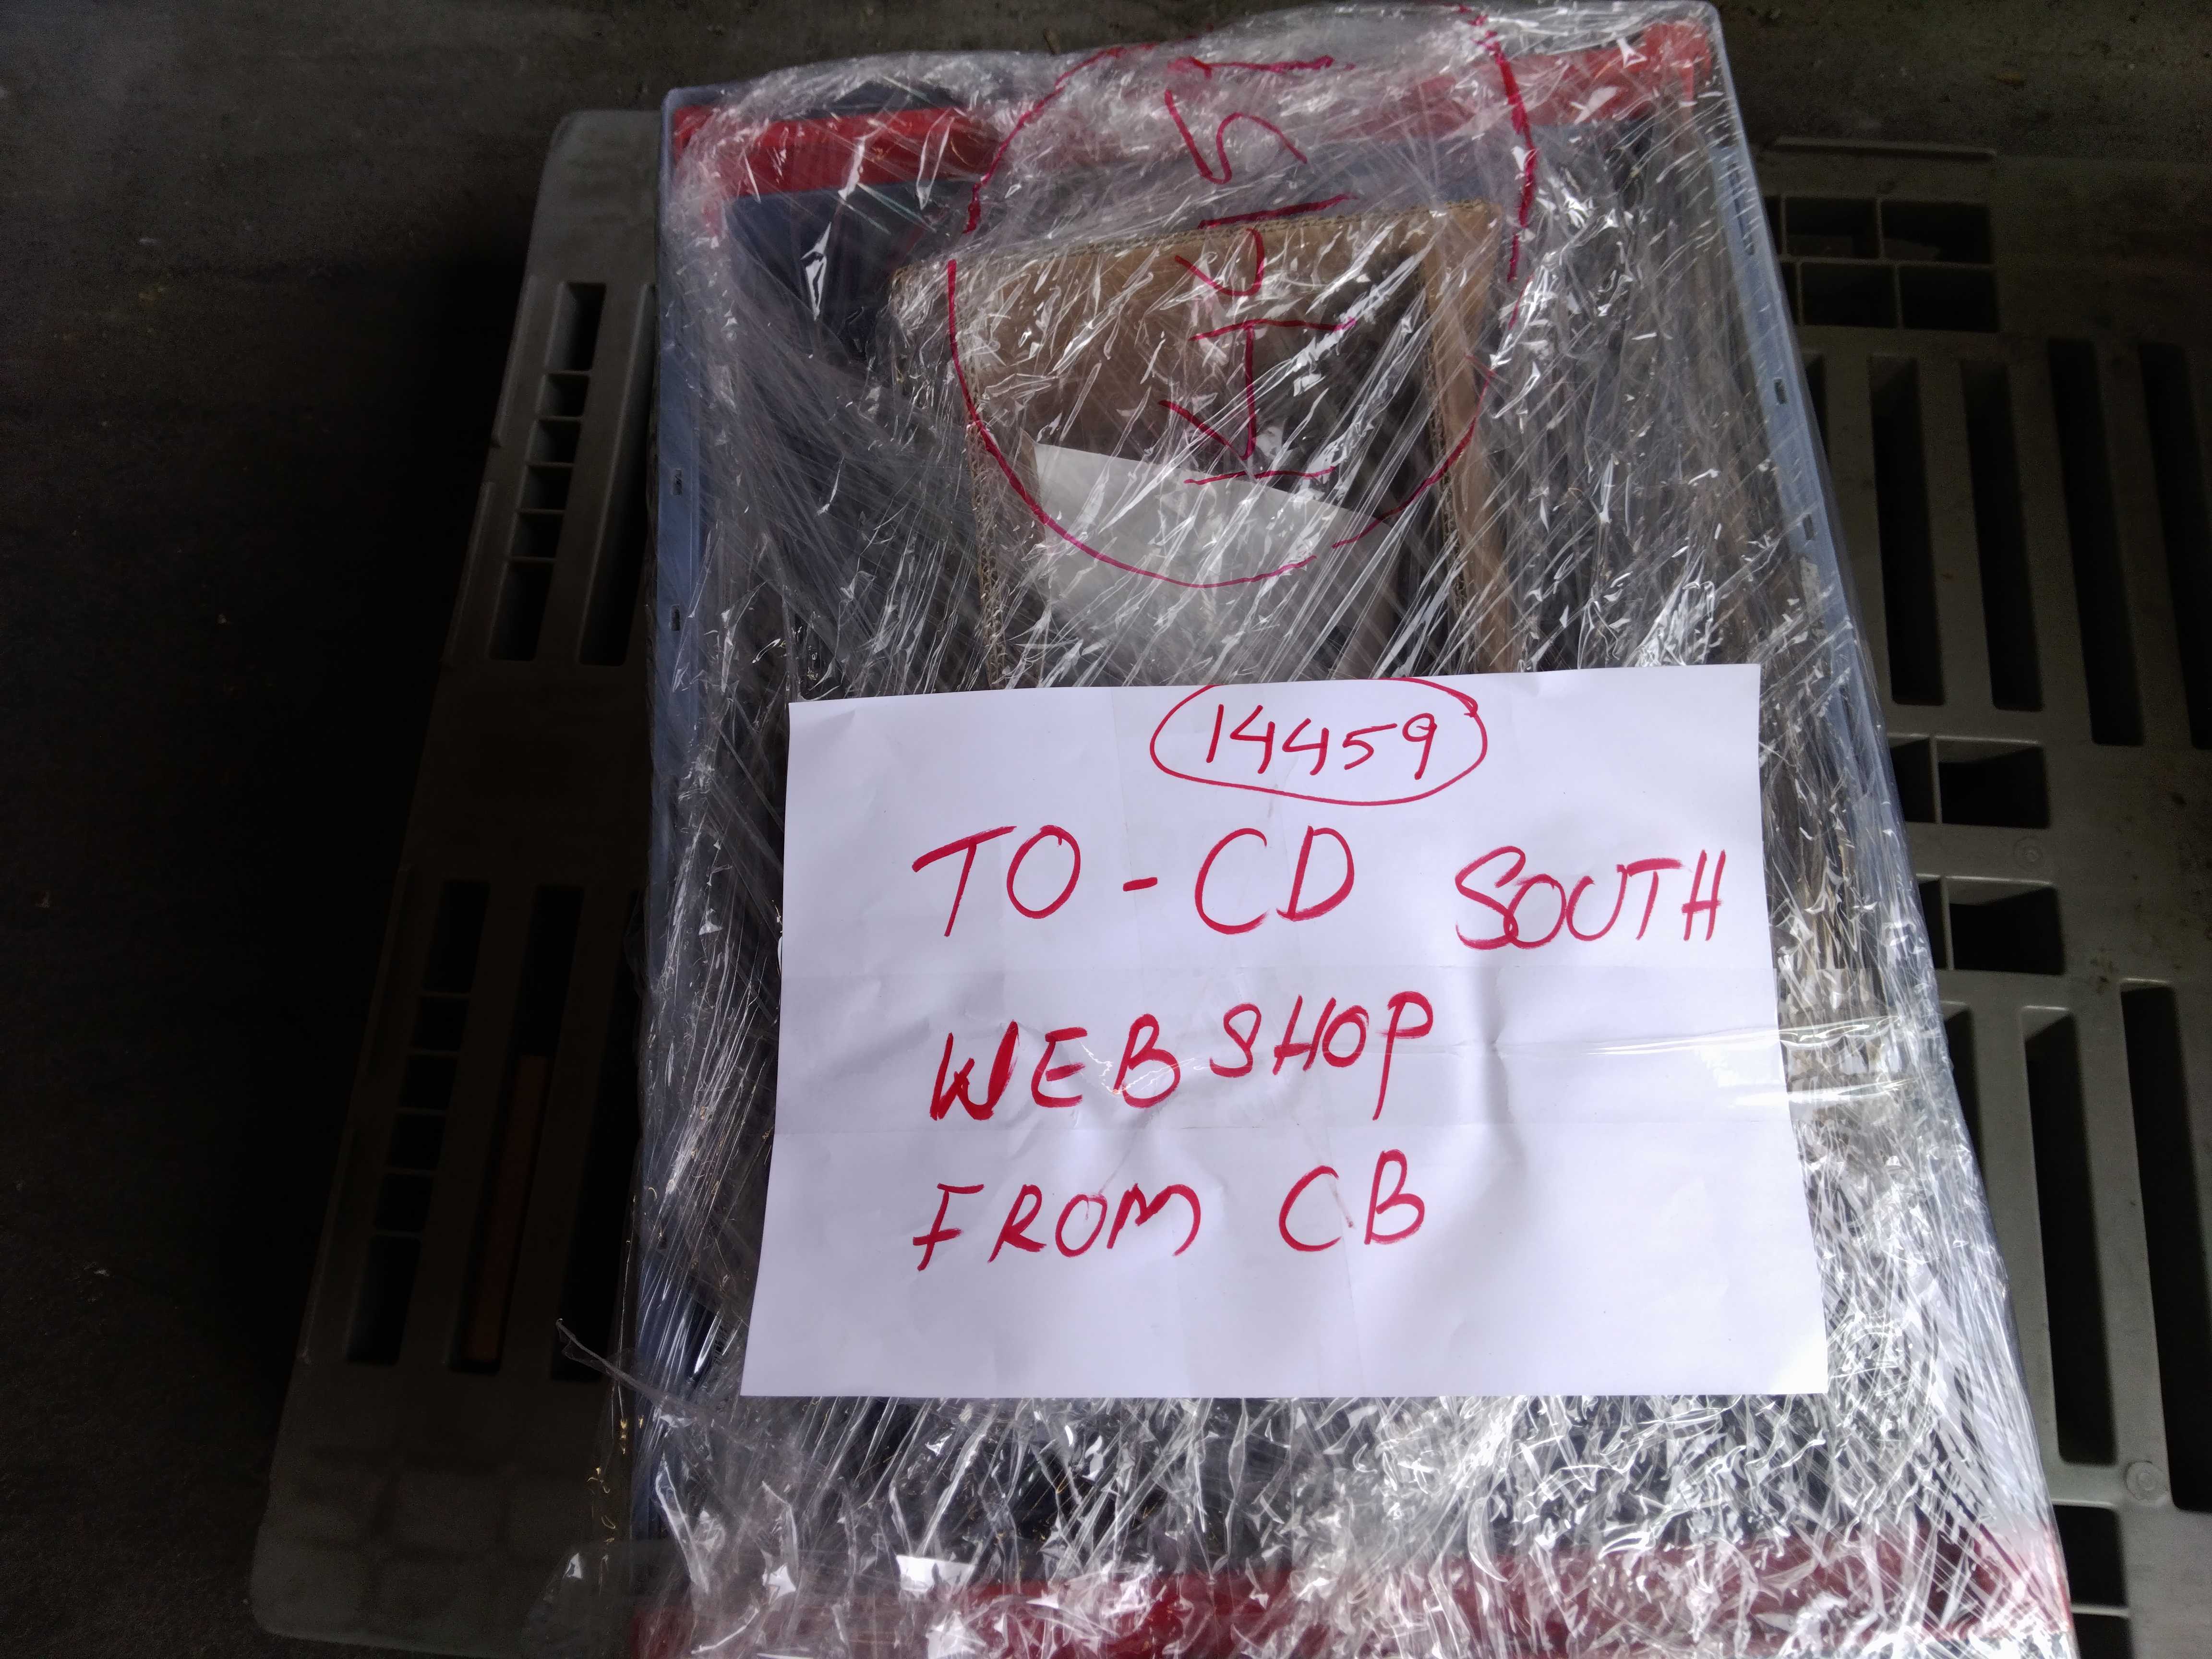 14459
TO - CD SOUTH
WEBSHOP
FROM CB